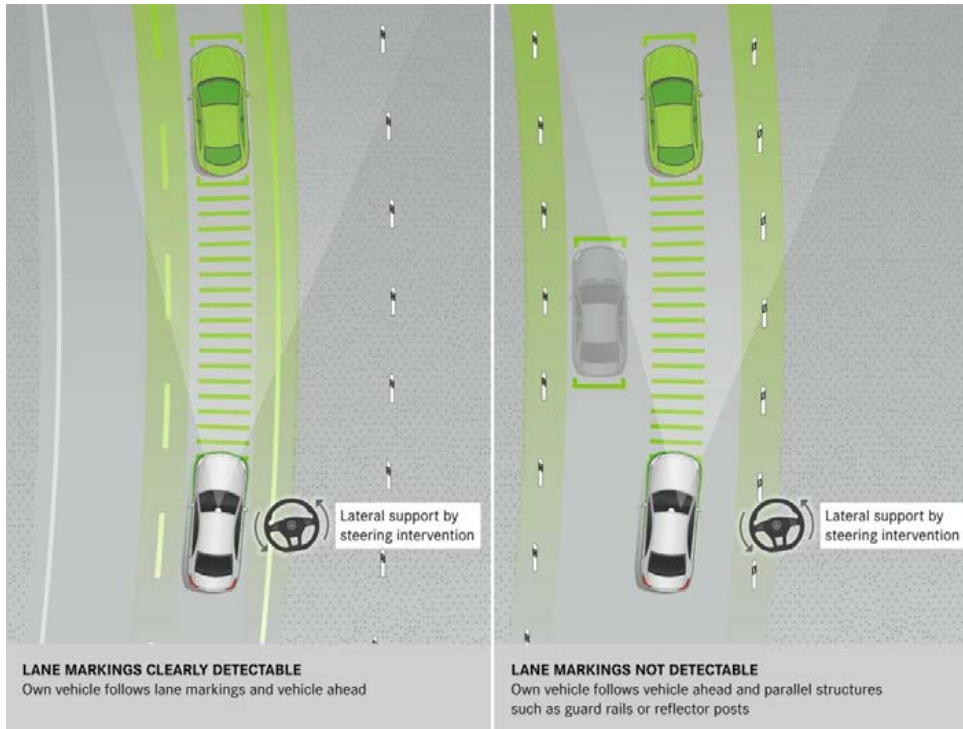 Lateral support by
steering intervention
Lateral support by
steering intervention
LANE MARKINGS CLEARLY DETECTABLE
Own vehicle follows lane markings and vehicle ahead
LANE MARKINGS NOT DETECTABLE
Own vehicle follows vehicle ahead and parallel structures
such as guard rails or reflector posts